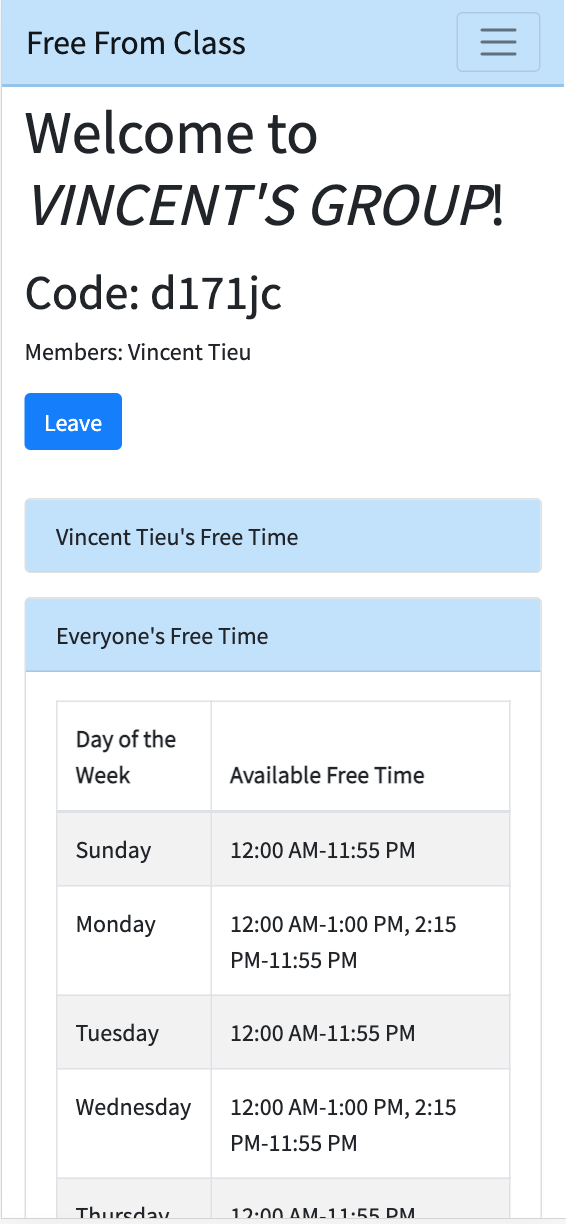 Free From Class
Welcome to
VINCENT'S GROUP!
Code: d171jc
Members: Vincent Tieu
Leave
Vincent Tieu's Free Time
Everyone's Free Time
Day of the
Week
Available Free Time
Sunday
12:00 AM-11:55 PM
Monday
12:00 AM-1:00 PM, 2:15
PM-11:55 PM
Tuesday
12:00 AM-11:55 PM
Wednesday
12:00 AM-1:00 PM, 2:15
PM-11:55 PM
Thursday
12:00 AM-11:55 PM